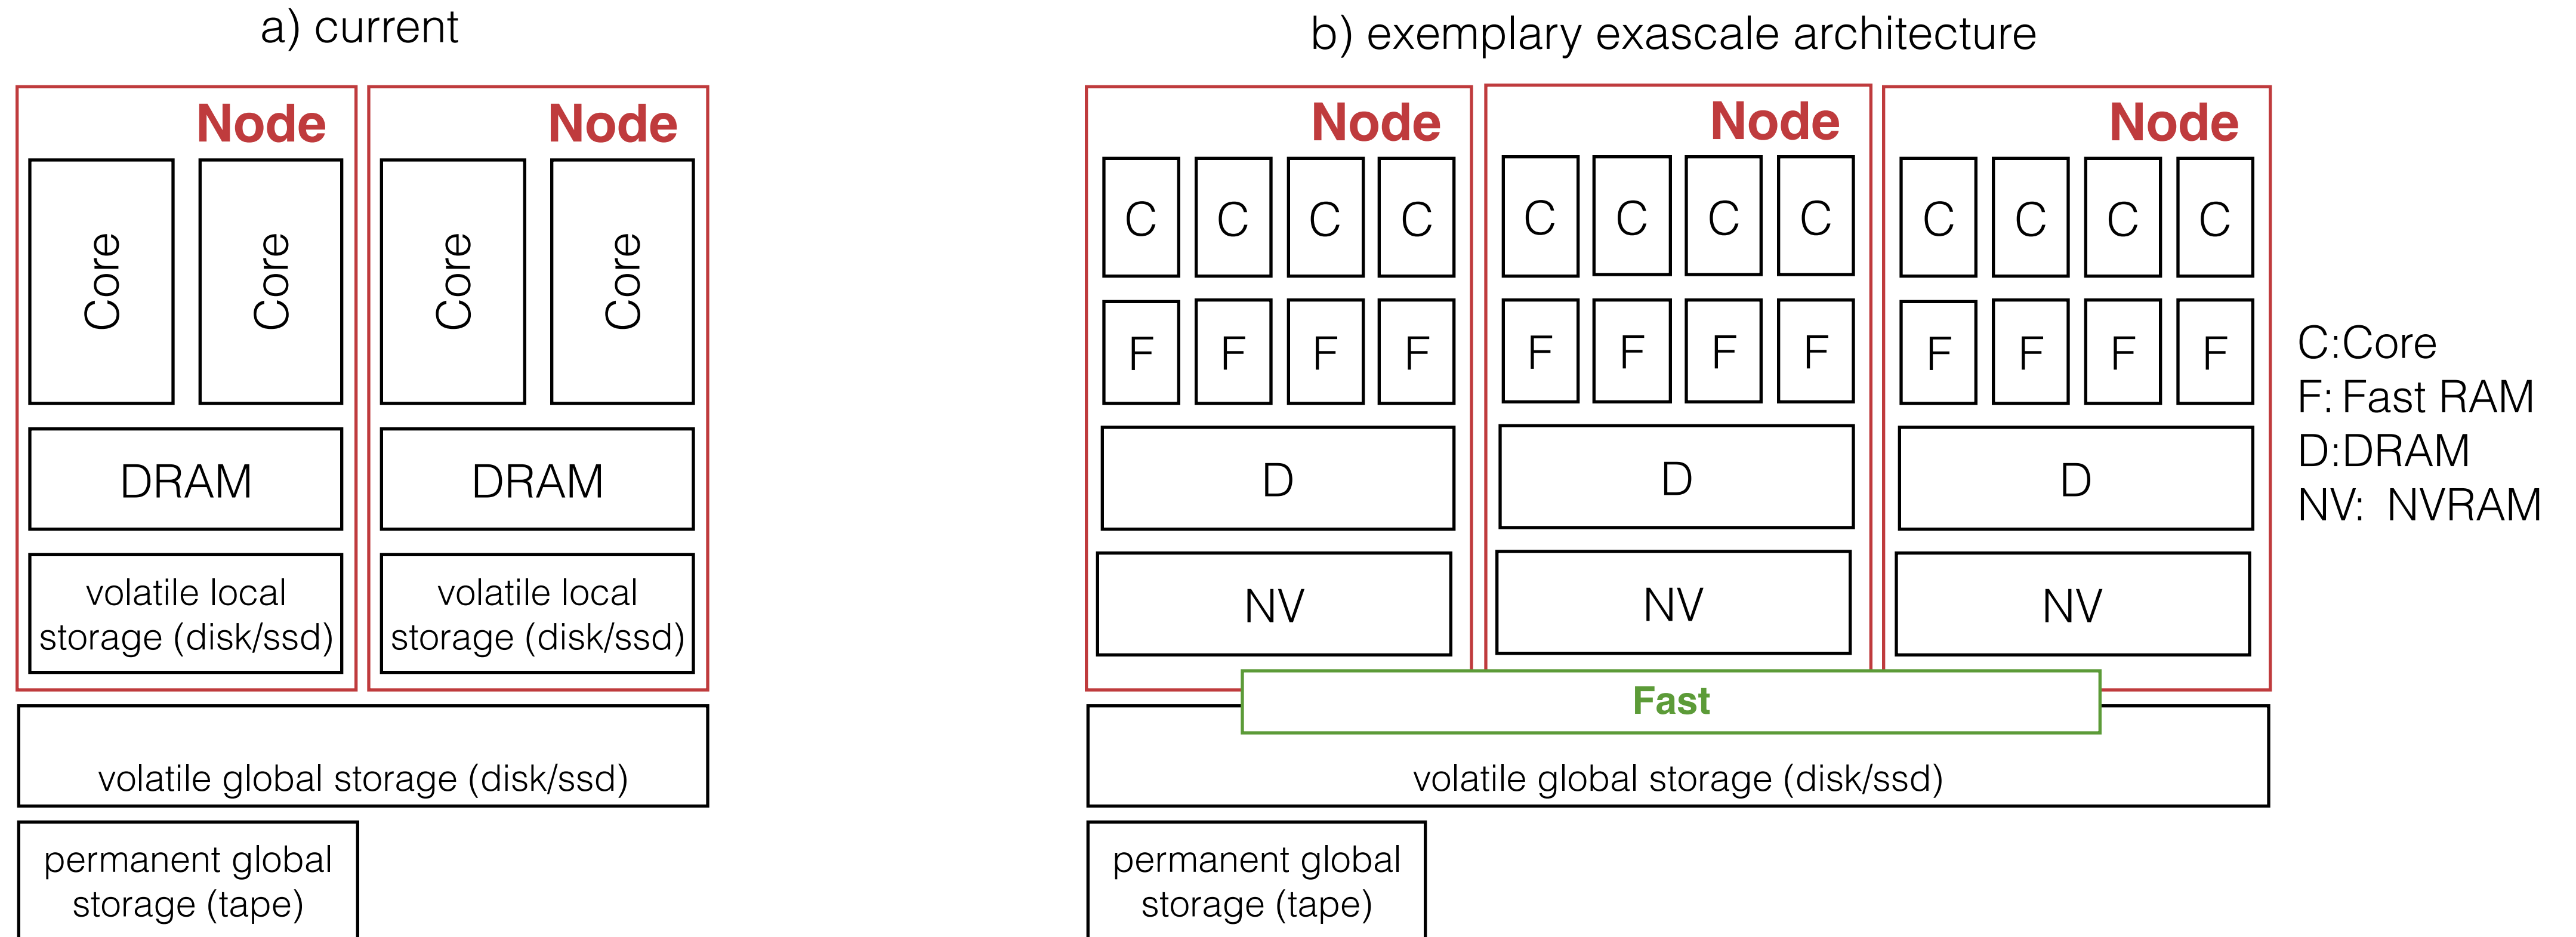 a) current
Node
Node
Core
Core
Core
Core
DRAM
DRAM
volatile local
storage (disk/ssd)
volatile local
storage (disk/ssd)
volatile global storage (disk/ssd)
permanent global
storage (tape)
b) exemplary exascale architecture
Node
Node
Node
C C C C
C C C C
C C C C
F F F F
F F F F
F F F F
D
D
D
NV
NV
NV
Fast
volatile global storage (disk/ssd)
permanent global
storage (tape)
C:Core
F: Fast RAM
D:DRAM
NV: NVRAM